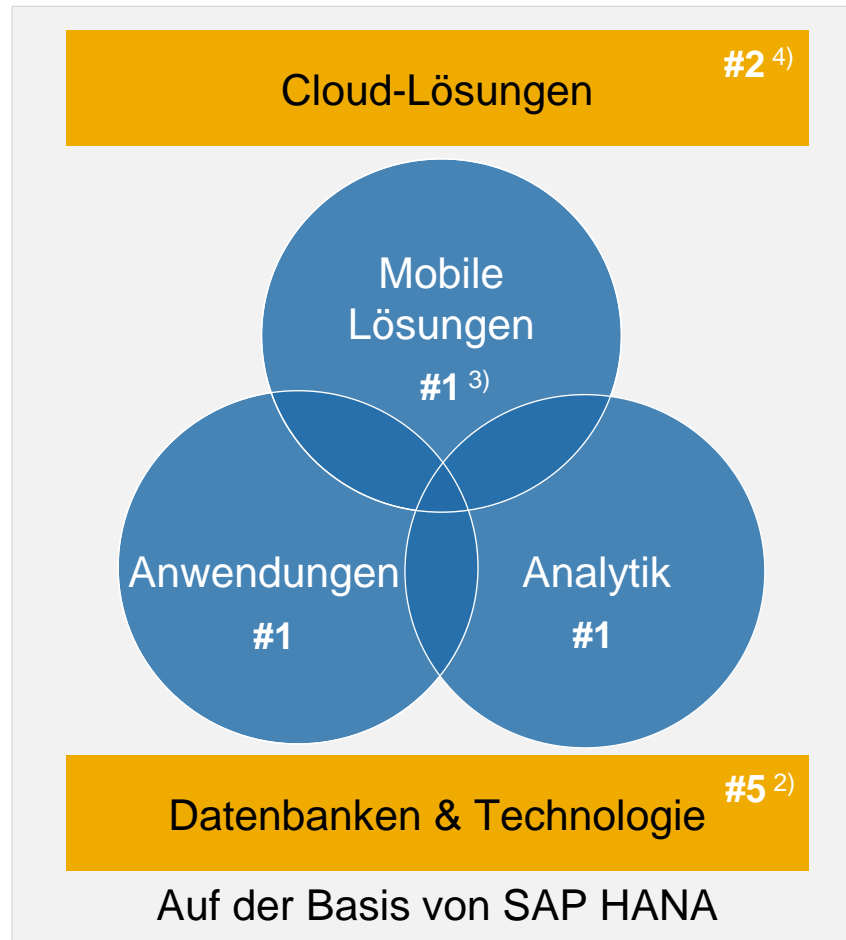 #2 4)
Cloud-Lösungen
Mobile
Lösungen
#1 3)
Anwendungen
#1
Analytik
#1
#5 2)
Datenbanken & Technologie
Auf der Basis von SAP HANA